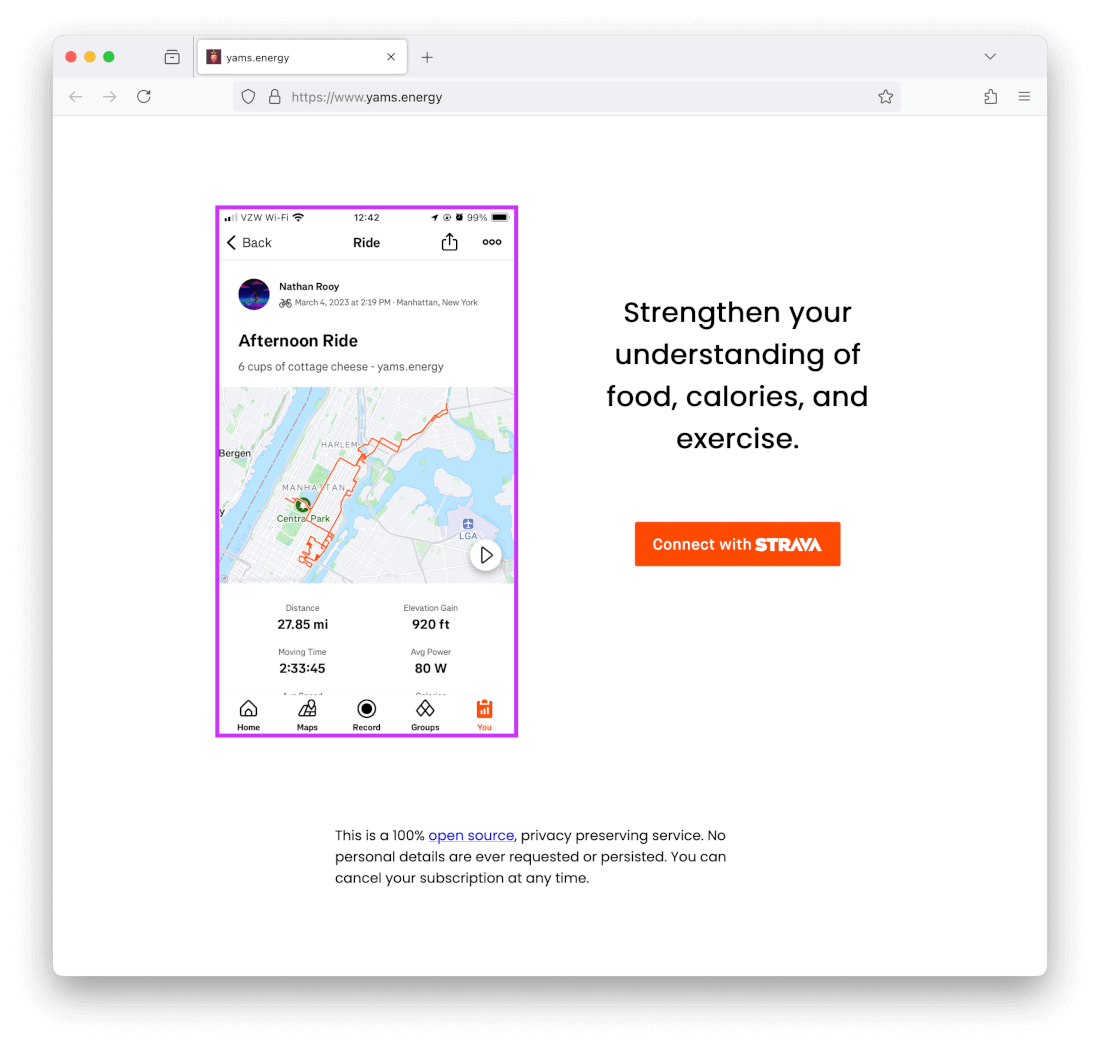 yams.energy
https://www.yams.energy
VZW Wi-Fi 12:42 99%
Back Ride
Nathan Rooy
March 4, 2023 at 2:19 PM · Manhattan, New York
Afternoon Ride
6 cups of cottage cheese - yams.energy
HARLEM
Bergen
MANHATTAN
y
Central Park
LGA
Distance Elevation Gain
27.85 mi 920 ft
Moving Time Avg Power
2:33:45 80 W
Home Maps Record Groups You
Strengthen your
understanding of
food, calories, and
exercise.
Connect with STRAVA
This is a 100% open source, privacy preserving service. No
personal details are ever requested or persisted. You can
cancel your subscription at any time.